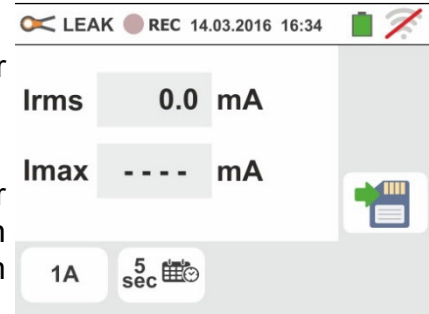 LEAK REC 14.03.2016 16:34
r
Irms 0.0 mA
Imax ---- mA
r
n
n
1A 5 sec